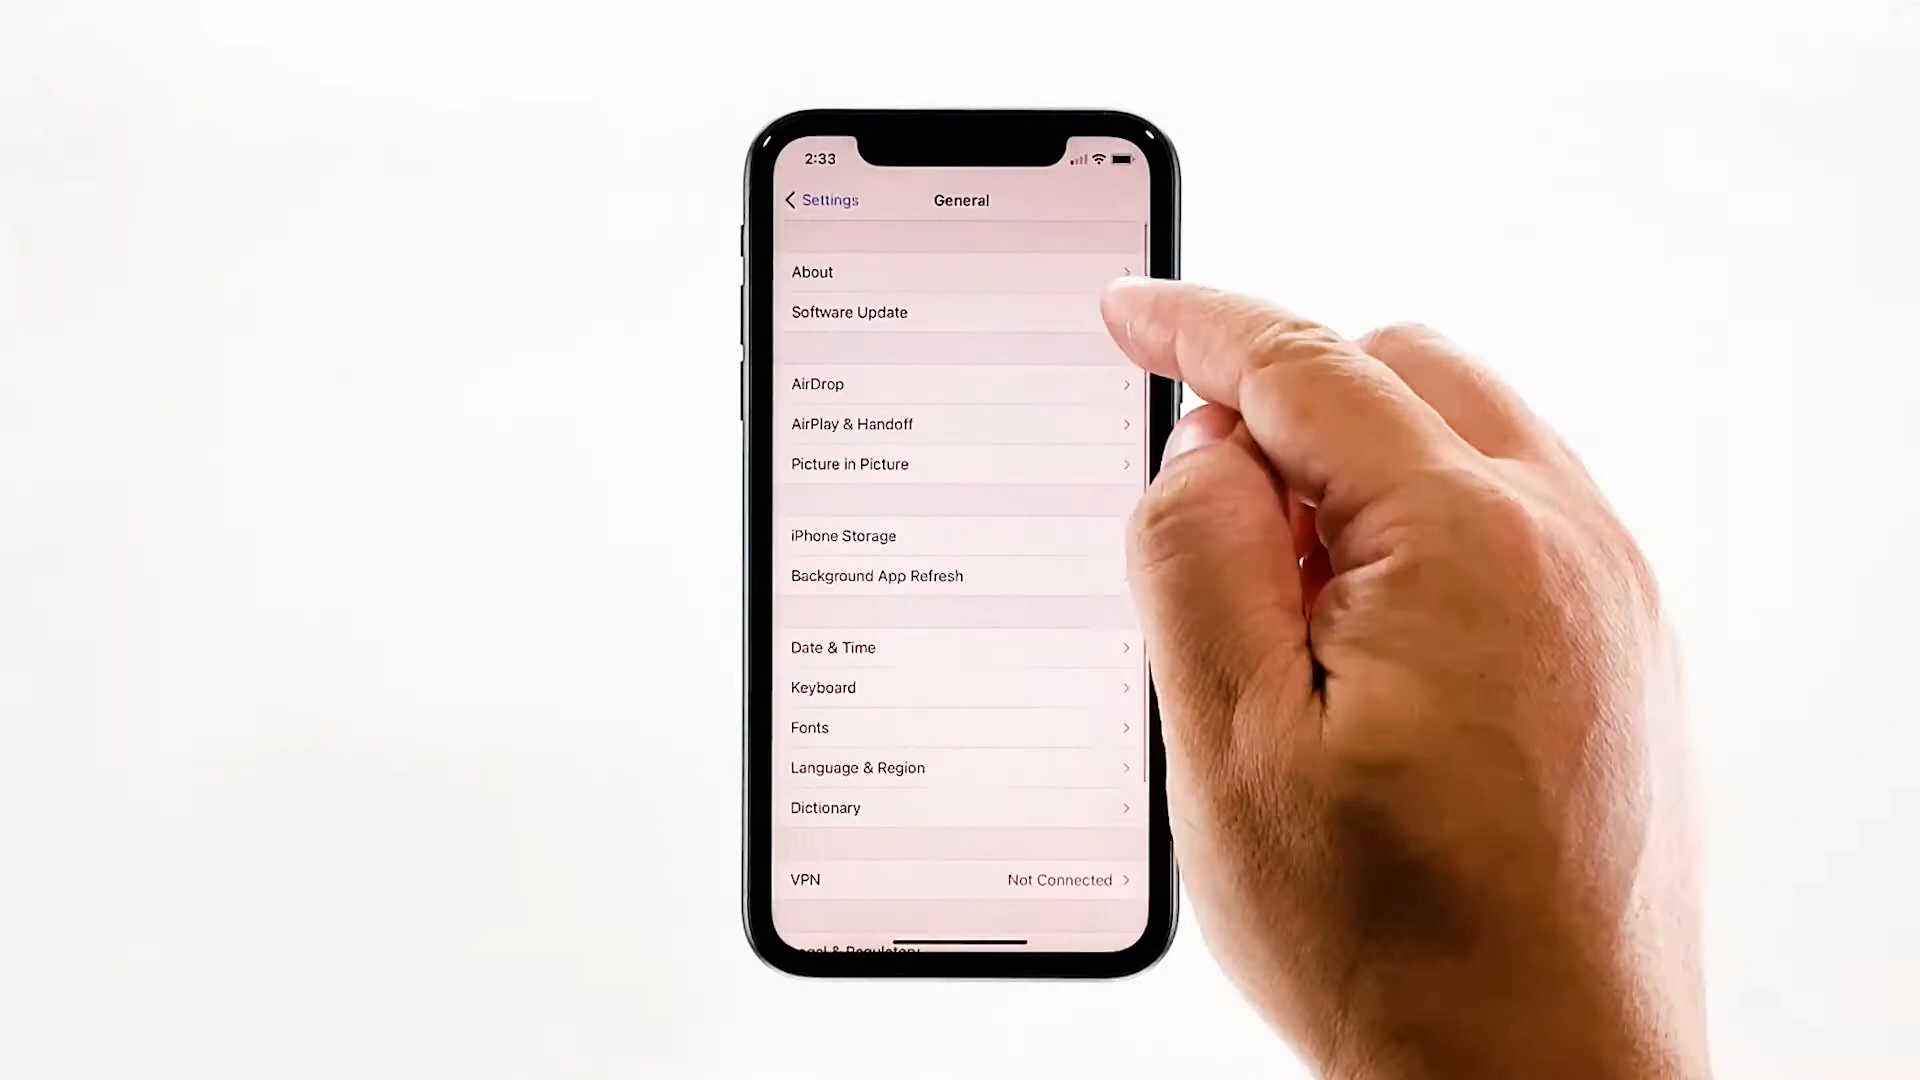 2:33
Settings
General
About
Software Update
AirDrop
AirPlay & Handoff
Picture in Picture
iPhone Storage
Background App Refresh
Date & Time
Keyboard
Fonts
Language & Region
Dictionary
VPN Not Connected
& Regulatory